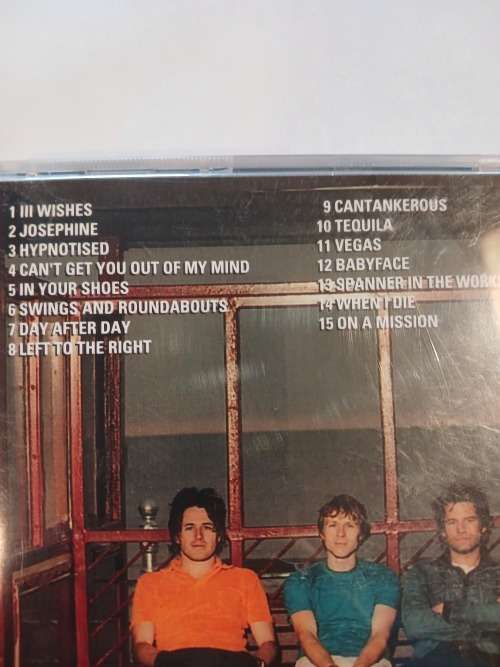 1 III WISHES
2 JOSEPHINE
3 HYPNOTISED
4 CAN'T GET YOU OUT OF MY MIND
5 IN YOUR SHOES
6 SWINGS AND ROUNDABOUTS
7 DAY AFTER DAY
8 LEFT TO THE RIGHT
9 CANTANKEROUS
10 TEQUILA
11 VEGAS
12 BABYFACE
13 SPANNER IN THE WORK
14 WHEN I DIE
15 ON A MISSION